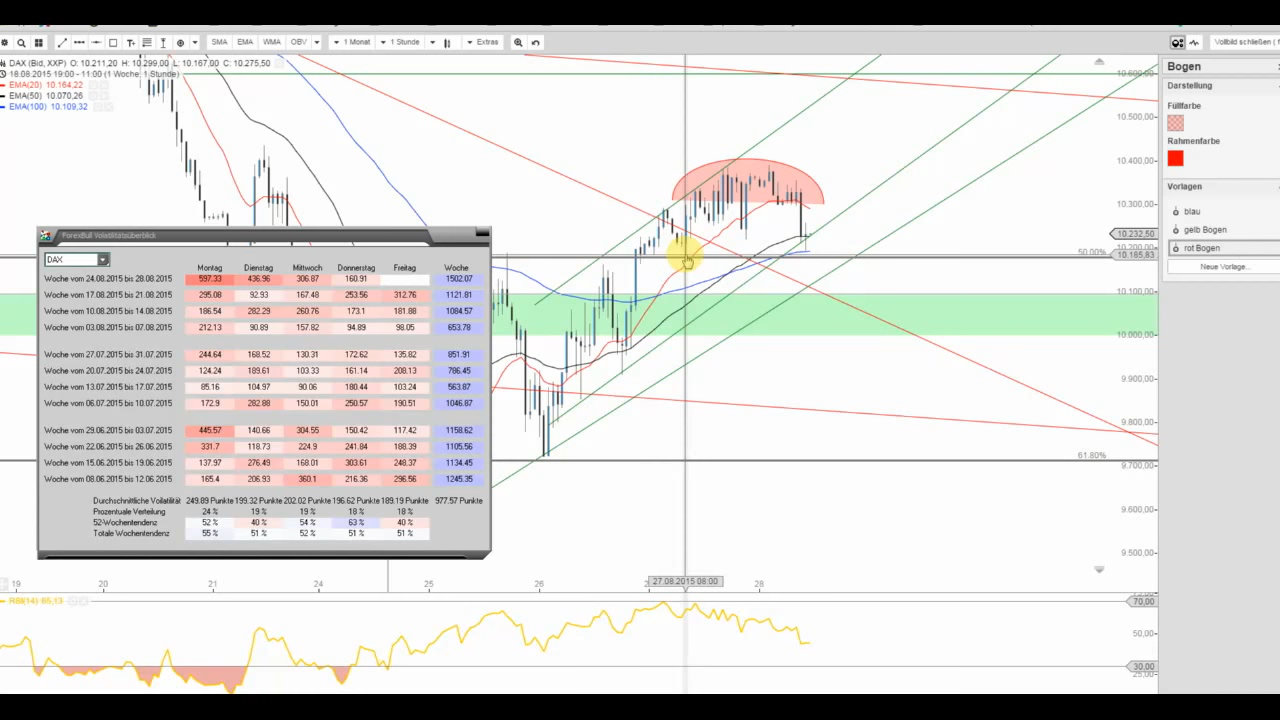 SMA EMA WMA OBV 1 Monat 1 Stunde Extras Vollbild schließen
DAX (Bid, XXP) O: 10.211,20 H: 10.299,00 L: 10.167,00 C: 10.275,50
18.08.2015 19:00 - 11:00 (1 Woche, 1 Stunde)
EMA(20) 10.164,22
EMA(50) 10.070,26
EMA(100) 10.109,32
10.600,00
10.500,00
10.400,00
10.300,00
10.232,50
10.200,00
50.00% 10.185,83
10.100,00
10.000,00
9.900,00
9.800,00
61.80%
9.700,00
9.600,00
9.500,00
Bogen
Darstellung
Füllfarbe
Rahmenfarbe
Vorlagen
blau
gelb Bogen
rot Bogen
Neue Vorlage...
ForexBull Volatilitätsüberblick
DAX
Montag Dienstag Mittwoch Donnerstag Freitag Woche
Woche vom 24.08.2015 bis 28.08.2015 597.33 436.96 306.87 160.91 1502.07
Woche vom 17.08.2015 bis 21.08.2015 295.08 92.93 167.48 253.56 312.76 1121.81
Woche vom 10.08.2015 bis 14.08.2015 186.54 282.29 260.76 173.1 181.88 1084.57
Woche vom 03.08.2015 bis 07.08.2015 212.13 90.89 157.82 94.89 98.05 653.78
Woche vom 27.07.2015 bis 31.07.2015 244.64 168.52 130.31 172.62 135.82 851.91
Woche vom 20.07.2015 bis 24.07.2015 124.24 189.61 103.33 161.14 208.13 786.45
Woche vom 13.07.2015 bis 17.07.2015 85.16 104.97 90.06 180.44 103.24 563.87
Woche vom 06.07.2015 bis 10.07.2015 172.9 282.88 150.01 250.57 190.51 1046.87
Woche vom 29.06.2015 bis 03.07.2015 445.57 140.66 304.55 150.42 117.42 1158.62
Woche vom 22.06.2015 bis 26.06.2015 331.7 118.73 224.9 241.84 188.39 1105.56
Woche vom 15.06.2015 bis 19.06.2015 137.97 276.49 168.01 303.61 248.37 1134.45
Woche vom 08.06.2015 bis 12.06.2015 165.4 206.93 360.1 216.36 296.56 1245.35
Durchschnittliche Voilatilität 249.89 Punkte 199.32 Punkte 202.02 Punkte 196.62 Punkte 189.19 Punkte 977.57 Punkte
Prozentuale Verteilung 24 % 19 % 19 % 18 % 18 %
52-Wochentendenz 52 % 40 % 54 % 63 % 40 %
Totale Wochentendenz 55 % 51 % 52 % 51 % 51 %
19 20 21 24 25 26 27.08.2015 08:00 28
RSI(14) 65,13
70,00
50,00
30,00
25,00